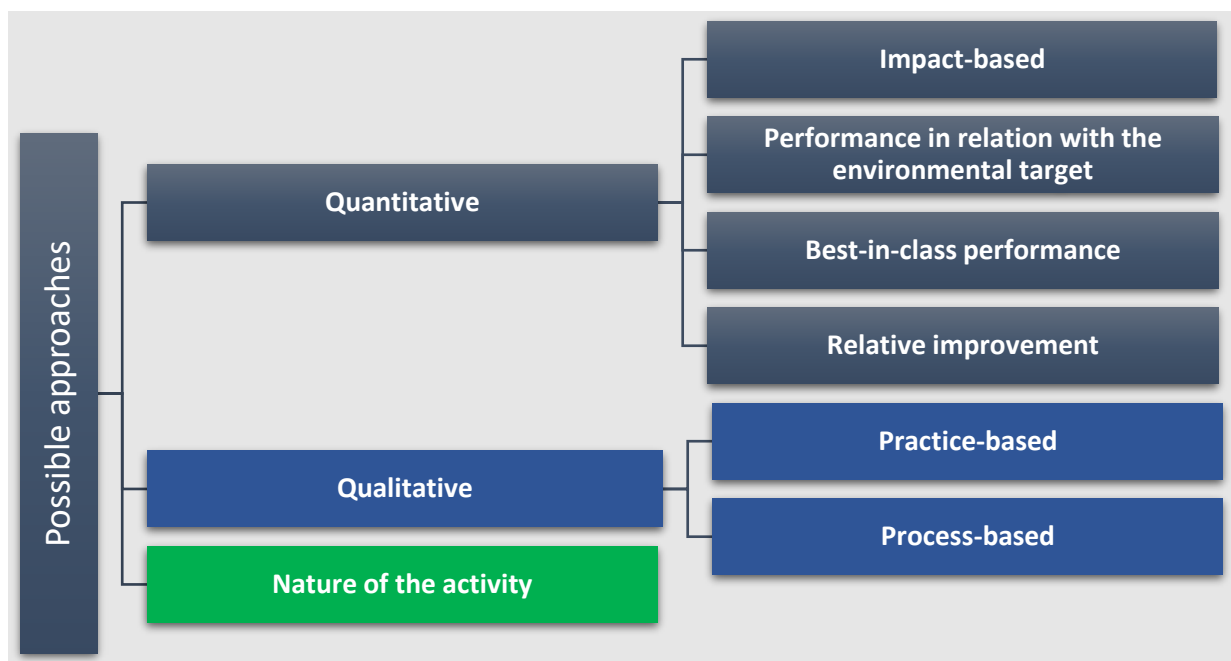 Possible approaches
Quantitative
Impact-based
Performance in relation with the
environmental target
Best-in-class performance
Relative improvement
Qualitative
Practice-based
Process-based
Nature of the activity